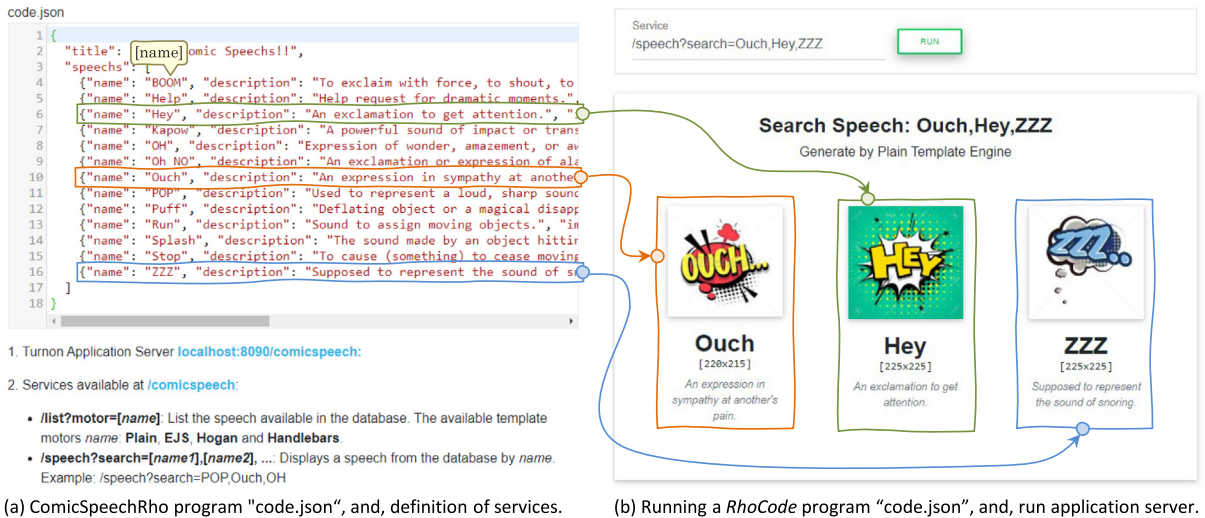 code.json
1 {
2 "title": omic Speechs!!",
[name]
3 "speechs": [
4 {"name": "BOOM", "description": "To exclaim with force, to shout, to
5 {"name": "Help", "description": "Help request for dramatic moments.",
6 {"name": "Hey", "description": "An exclamation to get attention.", "
7 {"name": "Kapow", "description": "A powerful sound of impact or trans
8 {"name": "OH", "description": "Expression of wonder, amazement, or aw
9 {"name": "Oh NO", "description": "An exclamation or expression of ala
10 {"name": "Ouch", "description": "An expression in sympathy at anothe
11 {"name": "POP", "description": "Used to represent a loud, sharp sound
12 {"name": "Puff", "description": "Deflating object or a magical disapp
13 {"name": "Run", "description": "Sound to assign moving objects.", "im
14 {"name": "Splash", "description": "The sound made by an object hittin
15 {"name": "Stop", "description": "To cause (something) to cease moving
16 {"name": "ZZZ", "description": "Supposed to represent the sound of sn
17 ]
18 }
1. Turnon Application Server localhost:8090/comicspeech:
2. Services available at /comicspeech:
• /list?motor=[name]: List the speech available in the database. The available template
motors name: Plain, EJS, Hogan and Handlebars.
• /speech?search=[name1],[name2], ...: Displays a speech from the database by name.
Example: /speech?search=POP,Ouch,OH
(a) ComicSpeechRho program "code.json“, and, definition of services.
Service
/speech?search=Ouch,Hey,ZZZ
RUN
Search Speech: Ouch,Hey,ZZZ
Generate by Plain Template Engine
OUCH...
Ouch
[220x215]
An expression in
sympathy at another's
pain.
HEY
Hey
[225x225]
An exclamation to get
attention.
ZZZ..
ZZZ
[225x225]
Supposed to represent
the sound of snoring.
(b) Running a RhoCode program “code.json”, and, run application server.